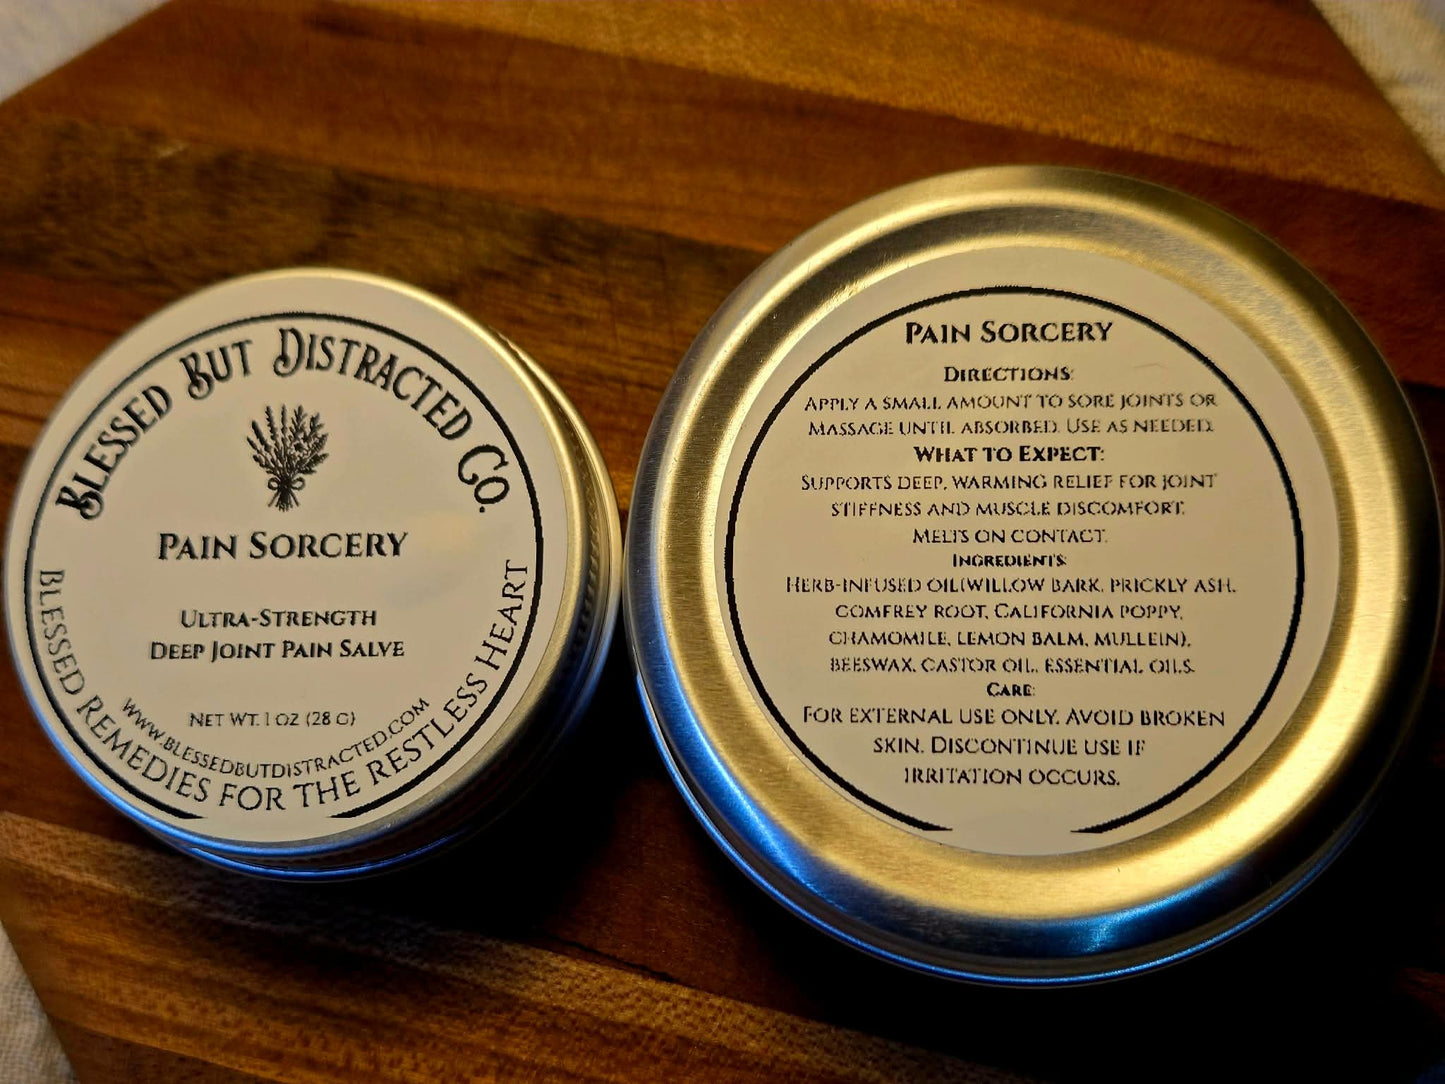 Blessed But Distracted Co.
Pain Sorcery
Ultra-Strength
Deep Joint Pain Salve
Net Wt. 1 oz (28 g)
www.blessedbutdistracted.com
Blessed Remedies for the Restless Heart
Pain Sorcery
Directions:
Apply a small amount to sore joints or
massage until absorbed. Use as needed.
What to Expect:
Supports deep, warming relief for joint
stiffness and muscle discomfort.
Melts on contact.
Ingredients:
Herb-infused oil(willow bark, prickly ash,
comfrey root, California poppy,
chamomile, lemon balm, mullein),
beeswax, castor oil, essential oils.
Care:
For external use only. Avoid broken
skin. Discontinue use if
irritation occurs.